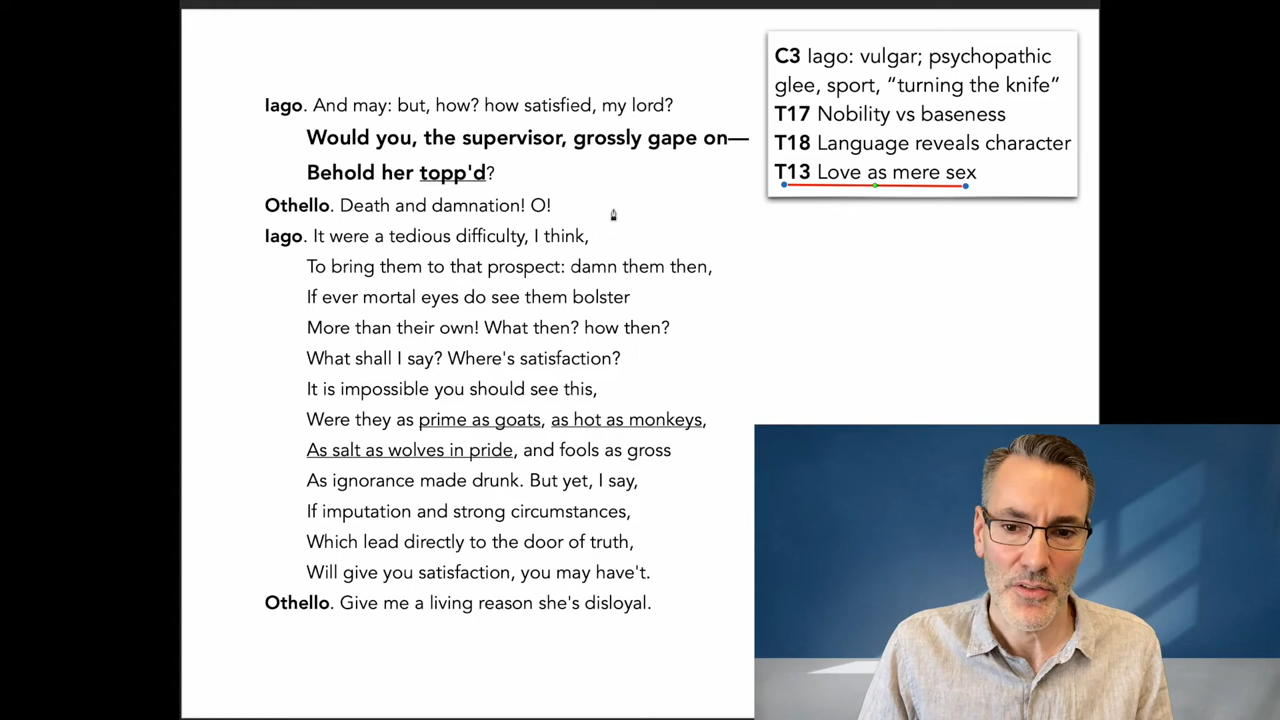 Iago. And may: but, how? how satisfied, my lord?
Would you, the supervisor, grossly gape on—
Behold her topp'd?
Othello. Death and damnation! O!
Iago. It were a tedious difficulty, I think,
To bring them to that prospect: damn them then,
If ever mortal eyes do see them bolster
More than their own! What then? how then?
What shall I say? Where's satisfaction?
It is impossible you should see this,
Were they as prime as goats, as hot as monkeys,
As salt as wolves in pride, and fools as gross
As ignorance made drunk. But yet, I say,
If imputation and strong circumstances,
Which lead directly to the door of truth,
Will give you satisfaction, you may have't.
Othello. Give me a living reason she's disloyal.
C3 Iago: vulgar; psychopathic
glee, sport, “turning the knife”
T17 Nobility vs baseness
T18 Language reveals character
T13 Love as mere sex